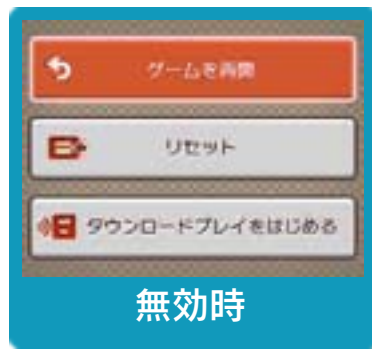 ゲームを再開
リセット
ダウンロードプレイをはじめる
無効時